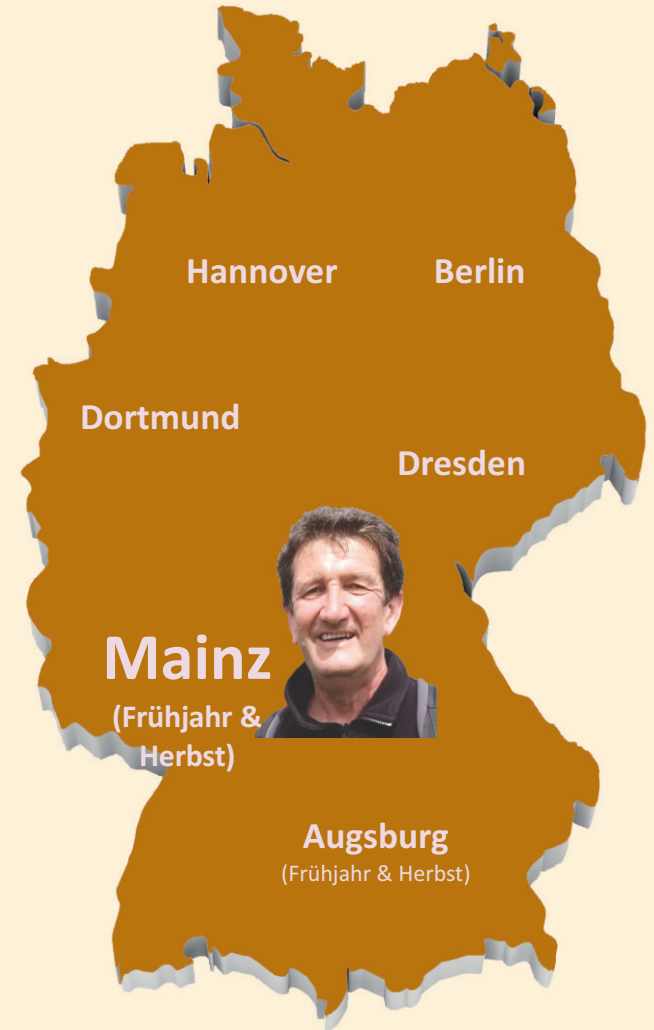 Hannover Berlin
Dortmund
Dresden
Mainz
(Frühjahr &
Herbst)
Augsburg
(Frühjahr & Herbst)